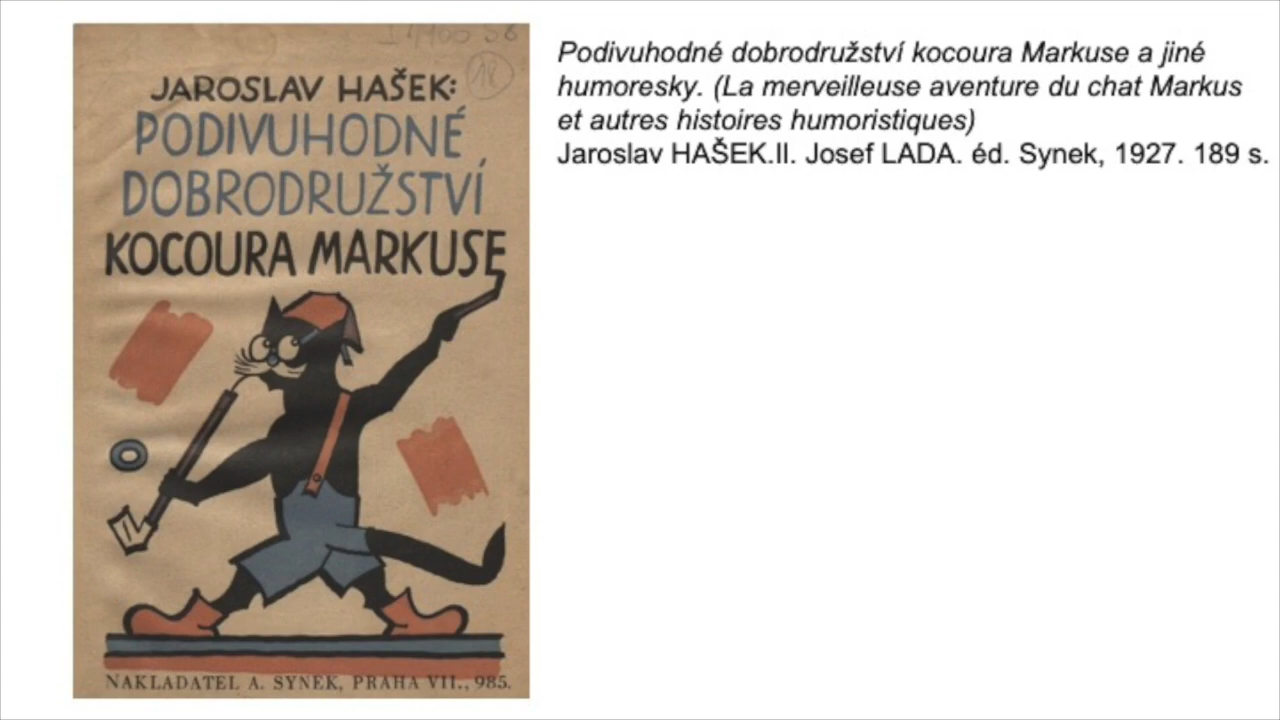 JAROSLAV HAŠEK:
PODIVUHODNÉ
DOBRODRUŽSTVÍ
KOCOURA MARKUSE
NAKLADATEL A. SYNEK, PRAHA VII., 985.
Podivuhodné dobrodružství kocoura Markuse a jiné
humoresky. (La merveilleuse aventure du chat Markus
et autres histoires humoristiques)
Jaroslav HAŠEK.Il. Josef LADA. éd. Synek, 1927. 189 s.